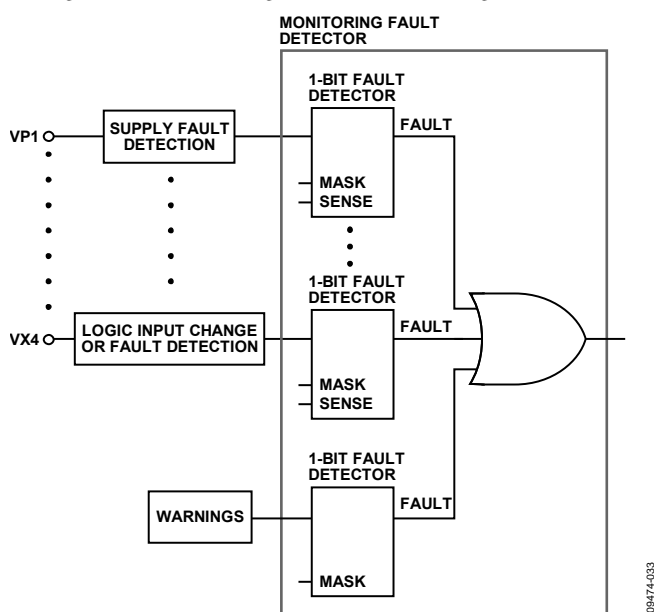 MONITORING FAULT
DETECTOR
1-BIT FAULT
DETECTOR
FAULT
VP1
SUPPLY FAULT
DETECTION
MASK
SENSE
1-BIT FAULT
DETECTOR
FAULT
VX4
LOGIC INPUT CHANGE
OR FAULT DETECTION
MASK
SENSE
1-BIT FAULT
DETECTOR
FAULT
WARNINGS
MASK
09474-033